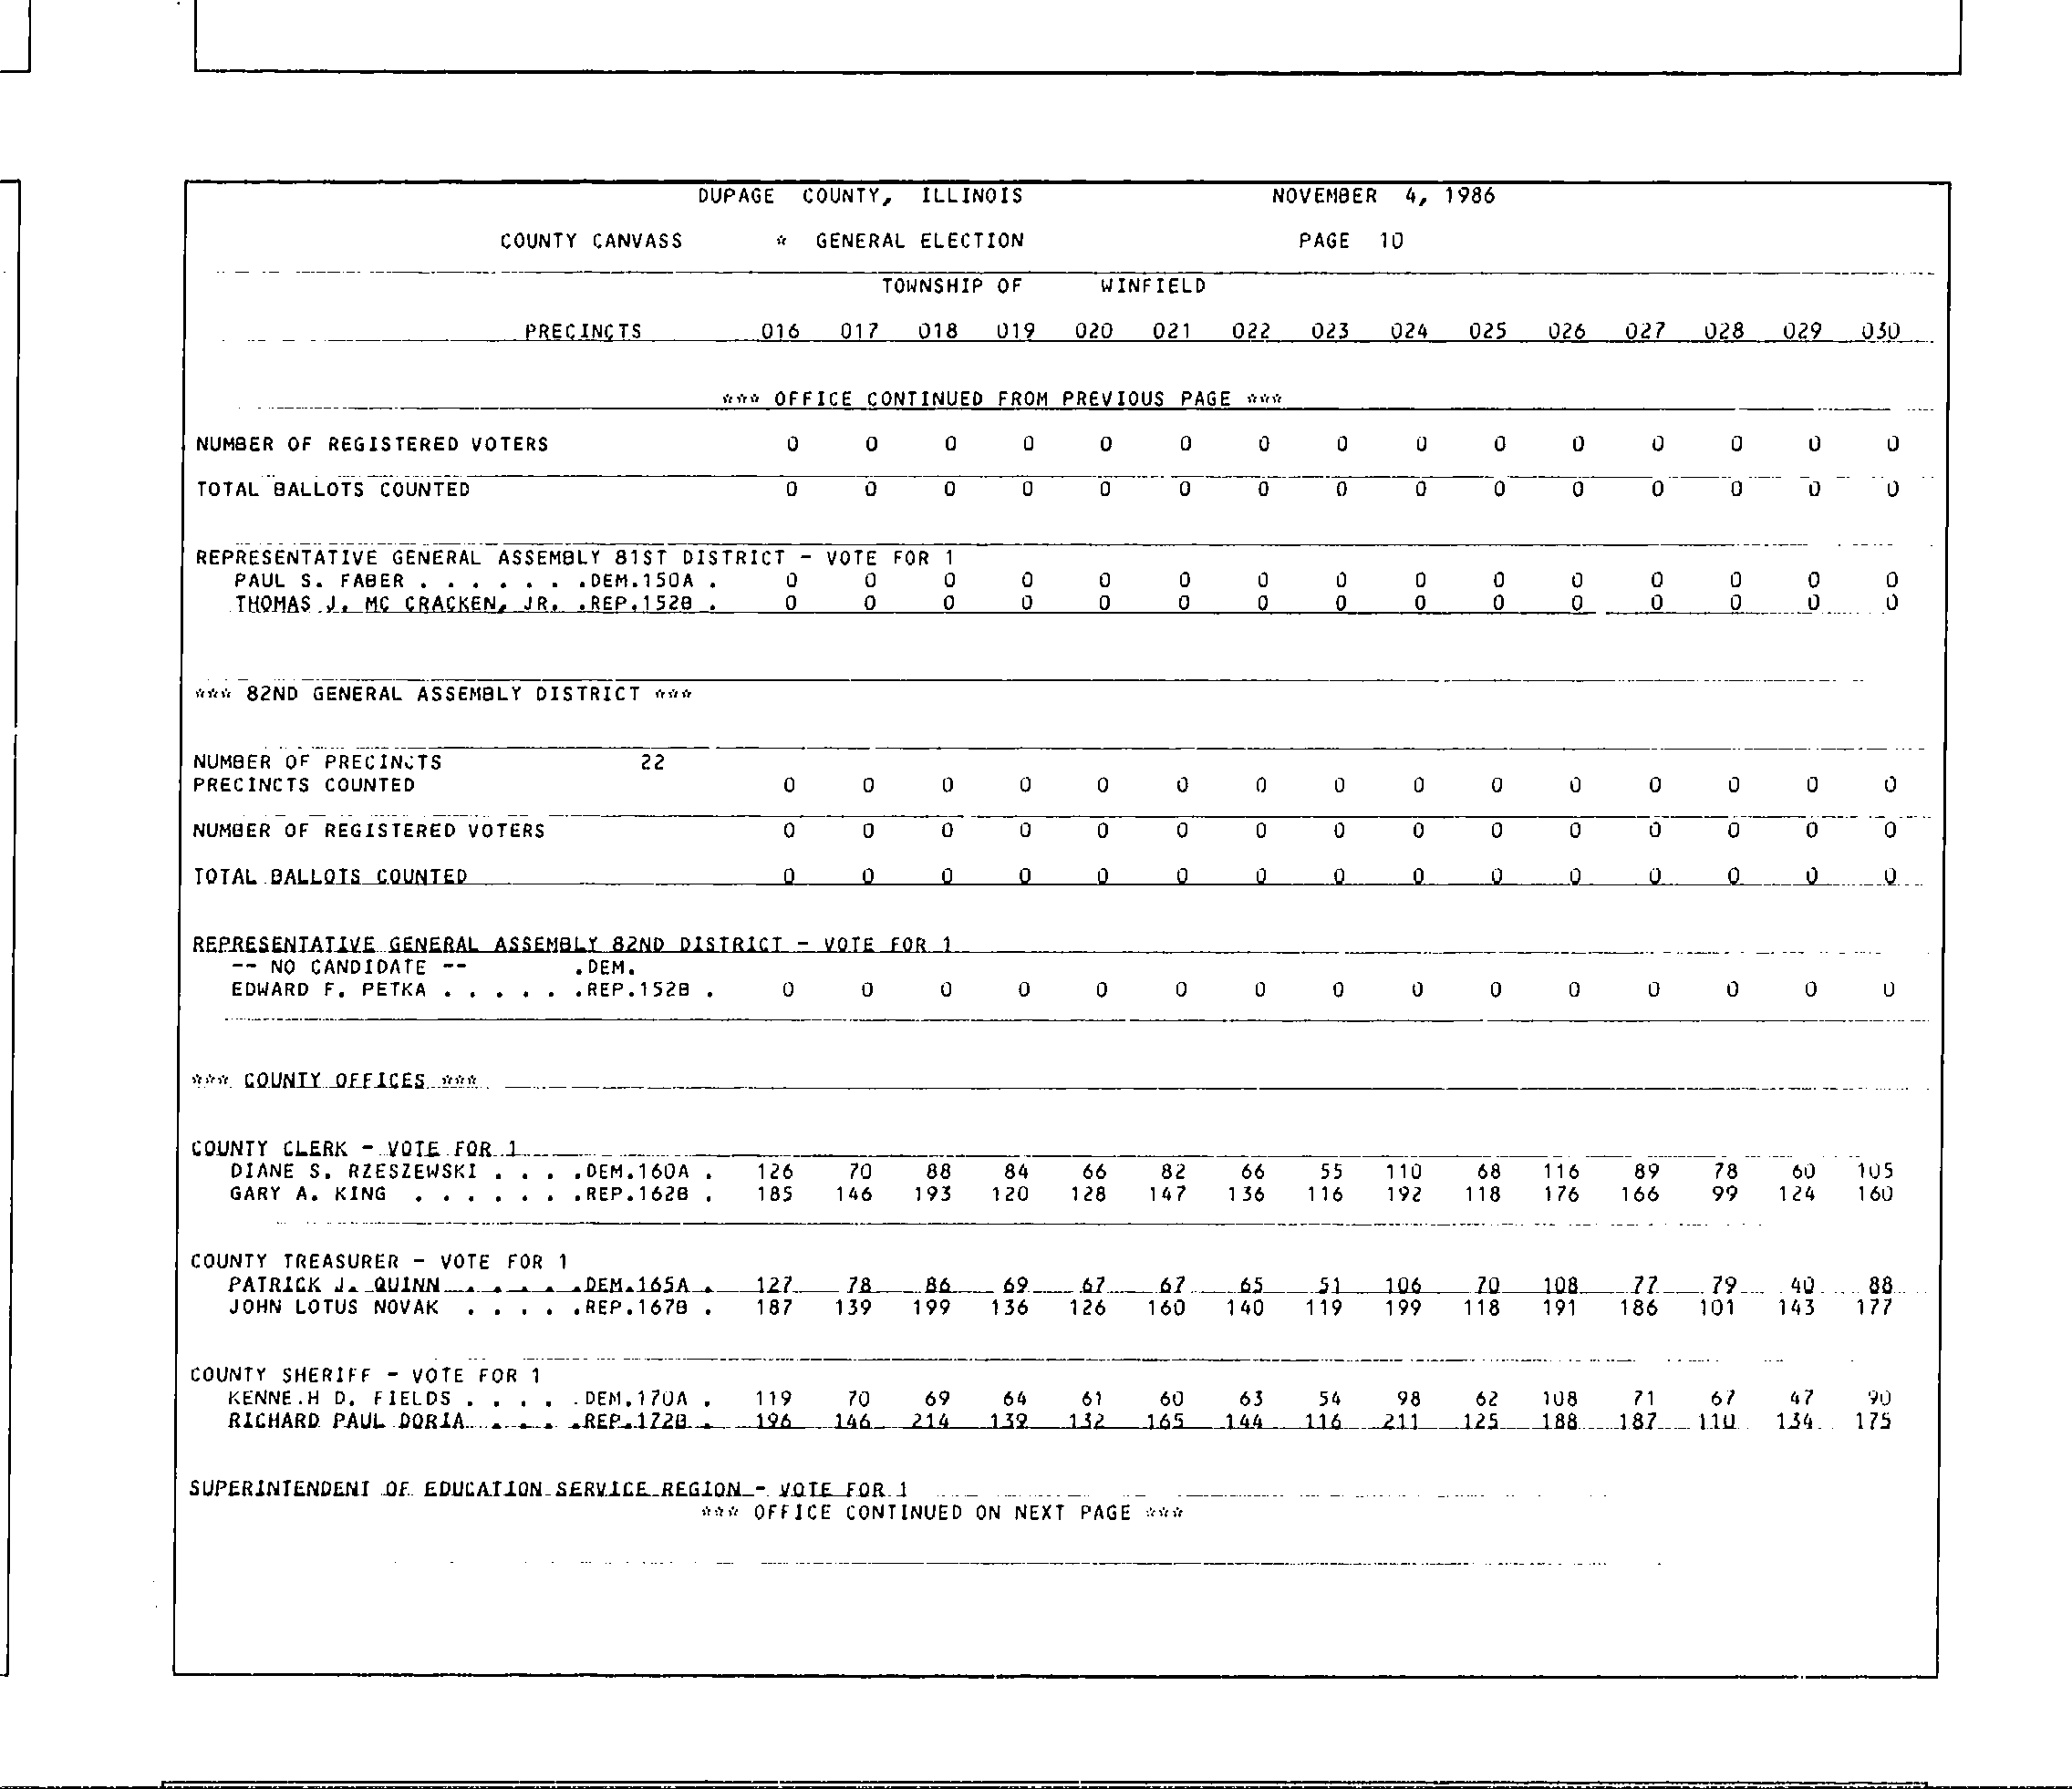 DUPAGE COUNTY, ILLINOIS NOVEMBER 4, 1986
COUNTY CANVASS * GENERAL ELECTION PAGE 10
TOWNSHIP OF WINFIELD
PRECINCTS 016 017 018 019 020 021 022 023 024 025 026 027 028 029 030
*** OFFICE CONTINUED FROM PREVIOUS PAGE ***
NUMBER OF REGISTERED VOTERS 0 0 0 0 0 0 0 0 0 0 0 0 0 0 0
TOTAL BALLOTS COUNTED 0 0 0 0 0 0 0 0 0 0 0 0 0 0 0
REPRESENTATIVE GENERAL ASSEMBLY 81ST DISTRICT - VOTE FOR 1
PAUL S. FABER . . . . . . .DEM.150A . 0 0 0 0 0 0 0 0 0 0 0 0 0 0 0
THOMAS J. MC CRACKEN, JR. .REP.152B . 0 0 0 0 0 0 0 0 0 0 0 0 0 0 0
*** 82ND GENERAL ASSEMBLY DISTRICT ***
NUMBER OF PRECINCTS 22
PRECINCTS COUNTED 0 0 0 0 0 0 0 0 0 0 0 0 0 0 0
NUMBER OF REGISTERED VOTERS 0 0 0 0 0 0 0 0 0 0 0 0 0 0 0
TOTAL BALLOTS COUNTED 0 0 0 0 0 0 0 0 0 0 0 0 0 0 0
REPRESENTATIVE GENERAL ASSEMBLY 82ND DISTRICT - VOTE FOR 1
-- NO CANDIDATE -- .DEM.
EDWARD F. PETKA . . . . . .REP.152B . 0 0 0 0 0 0 0 0 0 0 0 0 0 0 0
*** COUNTY OFFICES ***
COUNTY CLERK - VOTE FOR 1
DIANE S. RZESZEWSKI . . . .DEM.160A . 126 70 88 84 66 82 66 55 110 68 116 89 78 60 105
GARY A. KING . . . . . . .REP.162B . 185 146 193 120 128 147 136 116 192 118 176 166 99 124 160
COUNTY TREASURER - VOTE FOR 1
PATRICK J. QUINN . . . . .DEM.165A . 127 78 86 69 67 67 65 51 106 70 108 77 79 40 88
JOHN LOTUS NOVAK . . . . .REP.167B . 187 139 199 136 126 160 140 119 199 118 191 186 101 143 177
COUNTY SHERIFF - VOTE FOR 1
KENNE.H D. FIELDS . . . . .DEM.170A . 119 70 69 64 61 60 63 54 98 62 108 71 67 47 90
RICHARD PAUL DORIA . . . .REP.172B . 196 146 214 139 132 165 144 116 211 125 188 187 110 134 175
SUPERINTENDENT OF EDUCATION SERVICE REGION - VOTE FOR 1
*** OFFICE CONTINUED ON NEXT PAGE ***